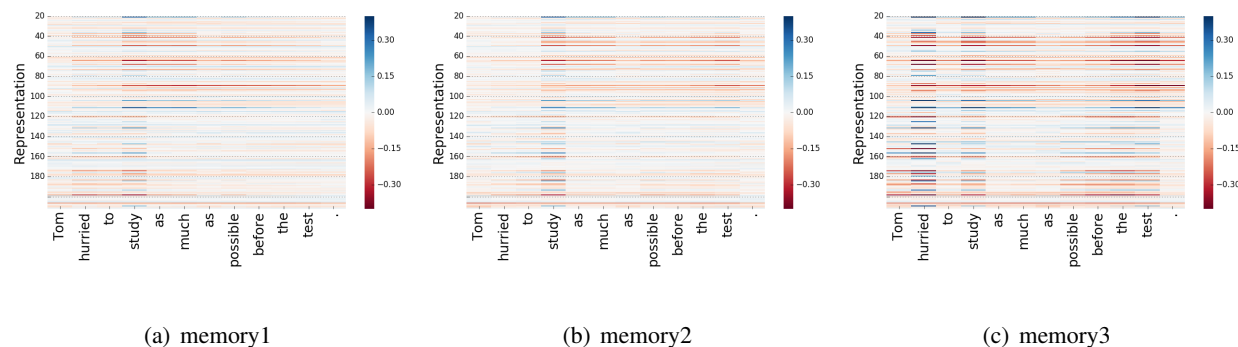 20
40
60
80
100
120
140
160
180
Representation
0.30
0.15
0.00
−0.15
−0.30
Tom
hurried
to
study
as
much
as
possible
before
the
test
.
(a) memory1
20
40
60
80
100
120
140
160
180
Representation
0.30
0.15
0.00
−0.15
−0.30
Tom
hurried
to
study
as
much
as
possible
before
the
test
.
(b) memory2
20
40
60
80
100
120
140
160
180
Representation
0.30
0.15
0.00
−0.15
−0.30
Tom
hurried
to
study
as
much
as
possible
before
the
test
.
(c) memory3